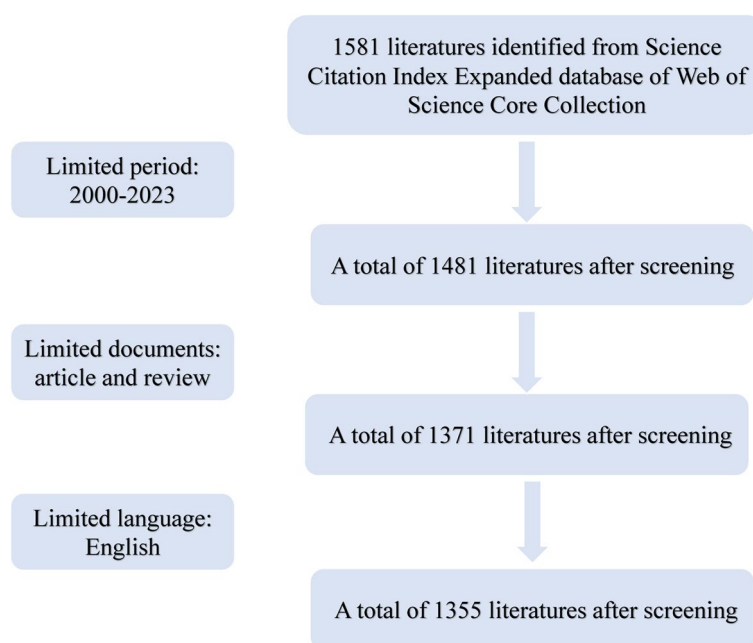 1581 literatures identified from Science
Citation Index Expanded database of Web of
Science Core Collection
Limited period:
2000-2023
A total of 1481 literatures after screening
Limited documents:
article and review
A total of 1371 literatures after screening
Limited language:
English
A total of 1355 literatures after screening